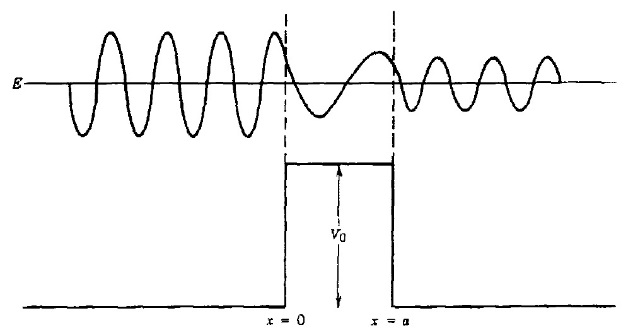 E
V0
x = 0
x = a